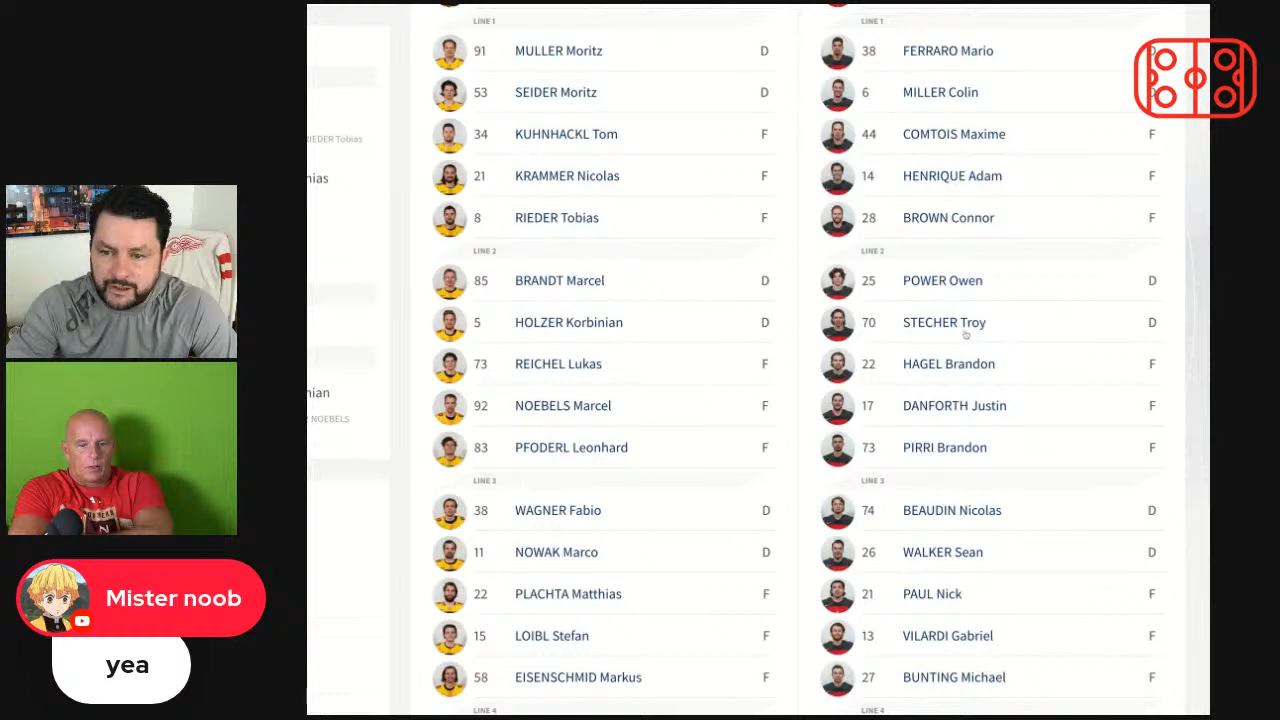 LINE 1
91 MULLER Moritz D
53 SEIDER Moritz D
34 KUHNHACKL Tom F
21 KRAMMER Nicolas F
8 RIEDER Tobias F
LINE 2
85 BRANDT Marcel D
5 HOLZER Korbinian D
73 REICHEL Lukas F
92 NOEBELS Marcel F
83 PFODERL Leonhard F
LINE 3
38 WAGNER Fabio D
11 NOWAK Marco D
22 PLACHTA Matthias F
15 LOIBL Stefan F
58 EISENSCHMID Markus F
LINE 4
LINE 1
38 FERRARO Mario D
6 MILLER Colin D
44 COMTOIS Maxime F
14 HENRIQUE Adam F
28 BROWN Connor F
LINE 2
25 POWER Owen D
70 STECHER Troy D
22 HAGEL Brandon F
17 DANFORTH Justin F
73 PIRRI Brandon F
LINE 3
74 BEAUDIN Nicolas D
26 WALKER Sean D
21 PAUL Nick F
13 VILARDI Gabriel F
27 BUNTING Michael F
LINE 4
RIEDER Tobias
hias
nian
NOEBELS
Mister noob
yea